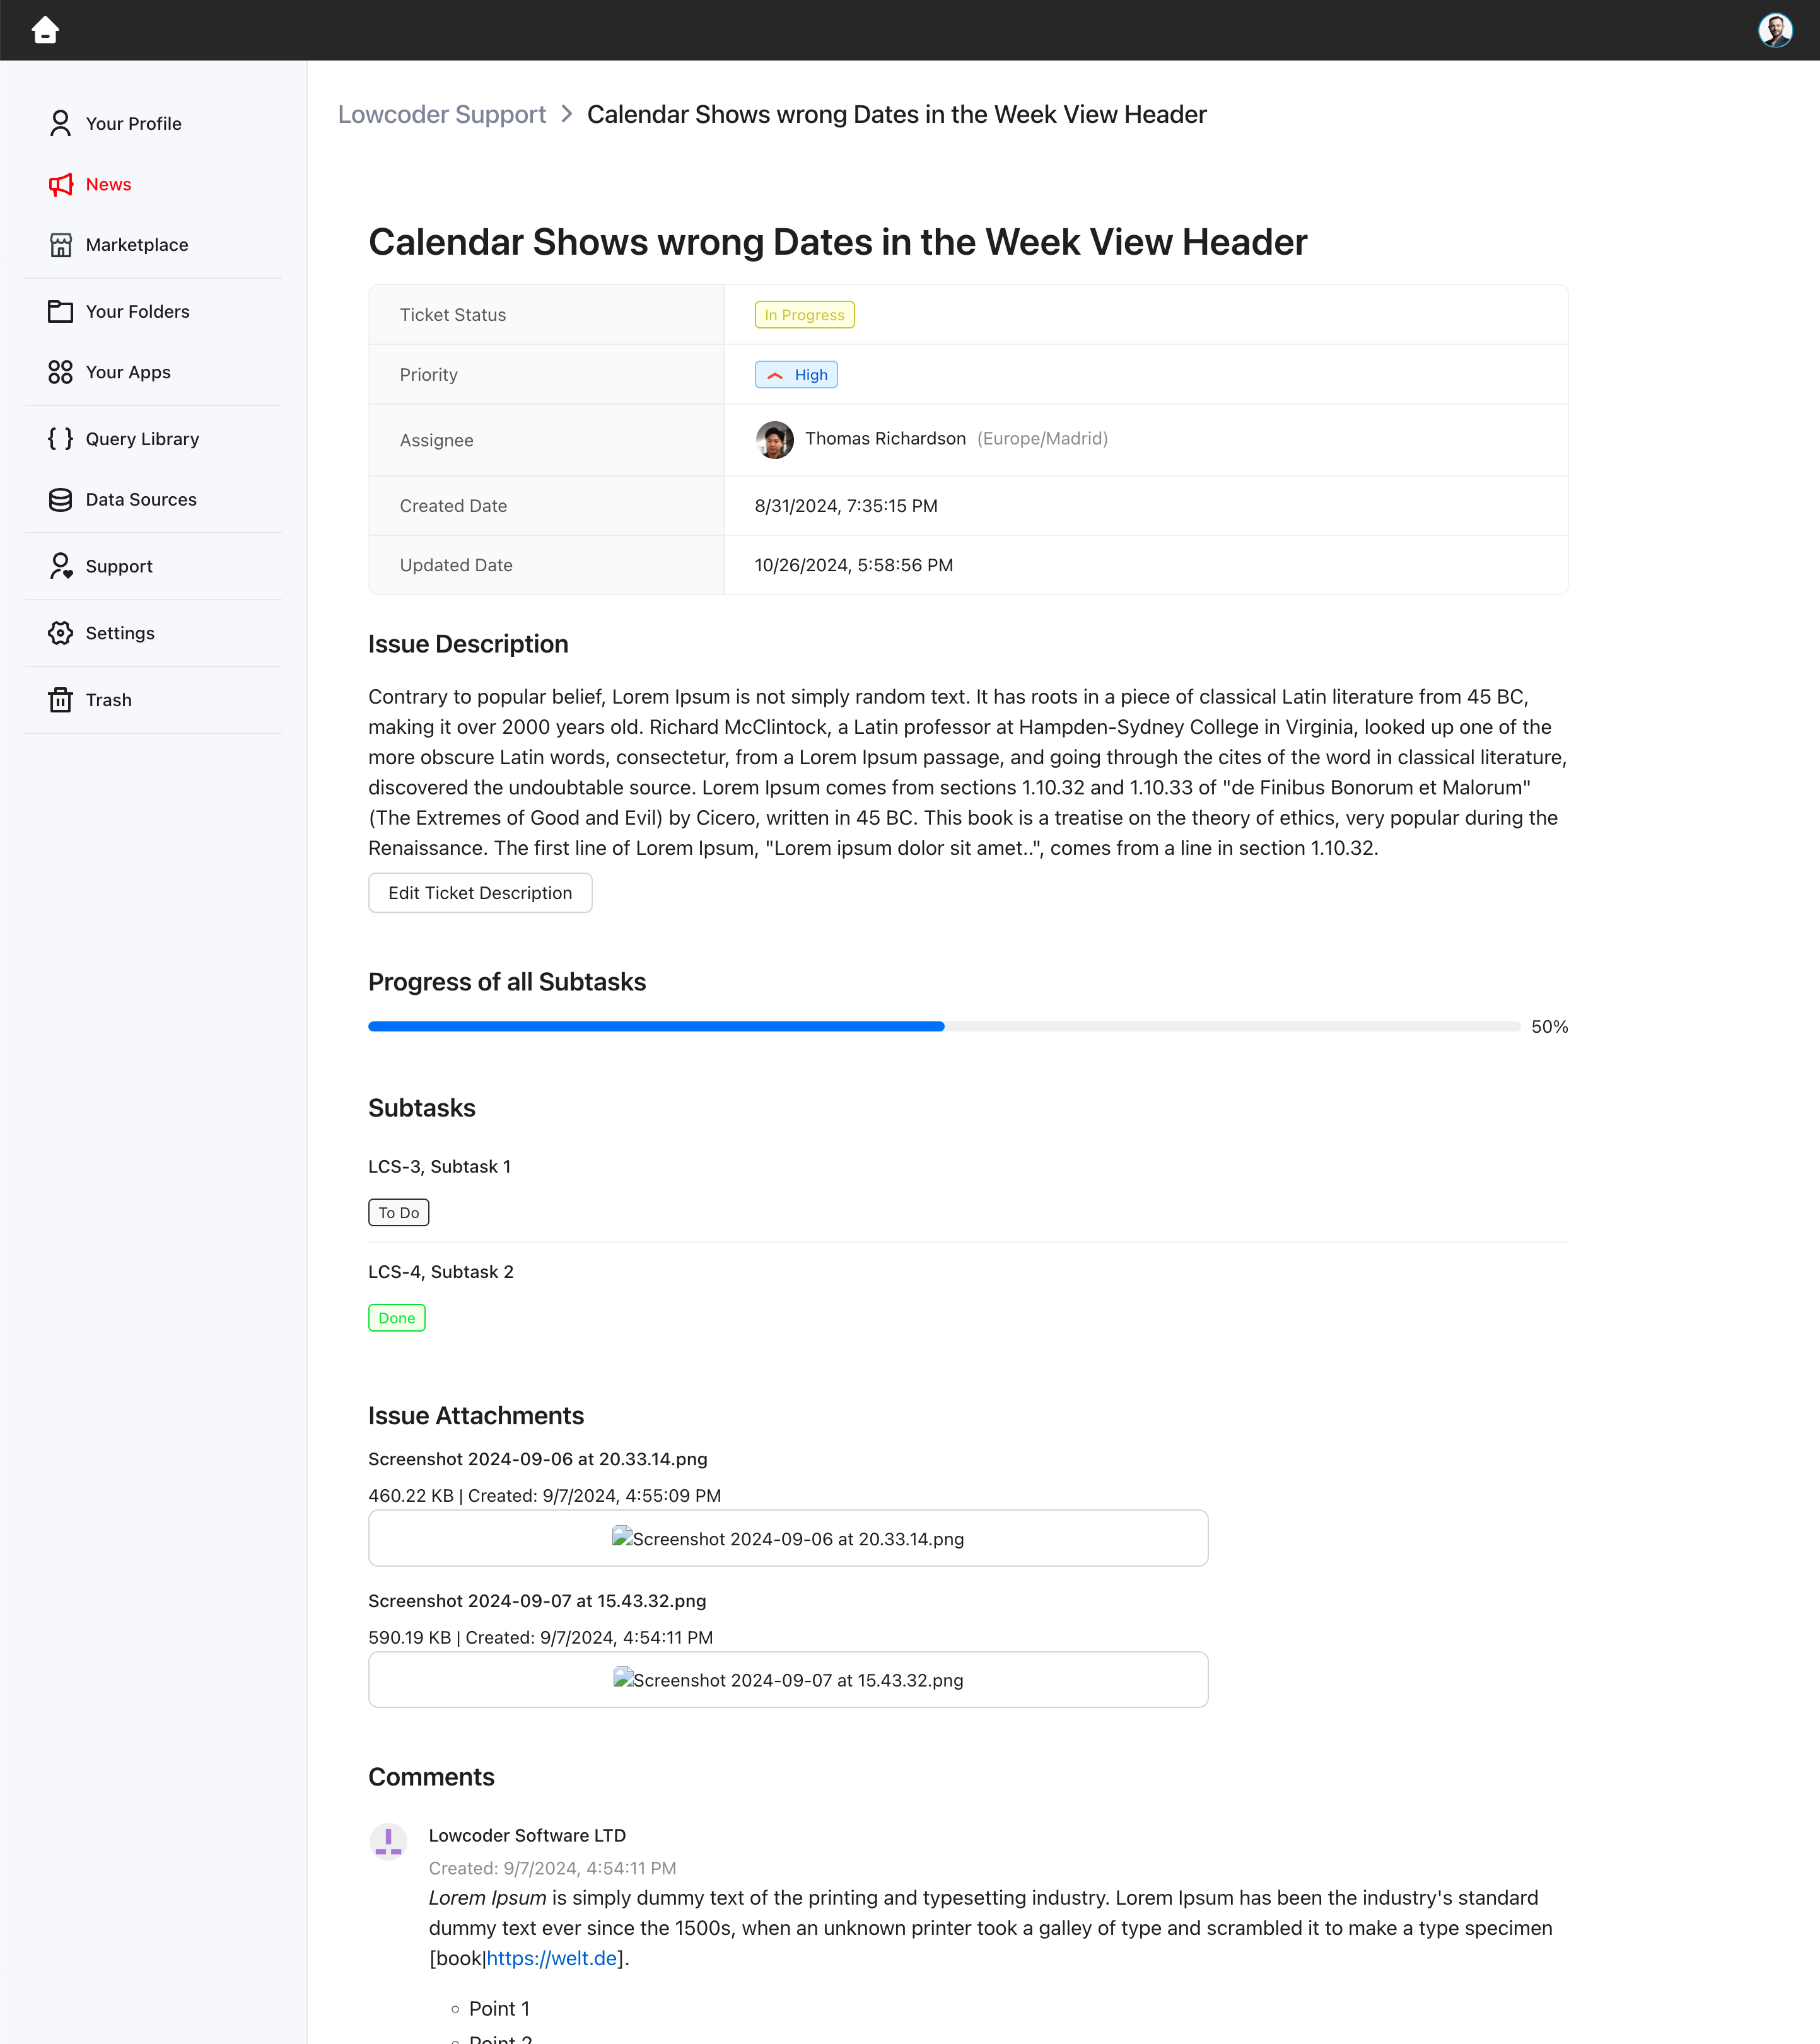 Your Profile
News
Marketplace
Your Folders
Your Apps
Query Library
Data Sources
Support
Settings
Trash
Lowcoder Support > Calendar Shows wrong Dates in the Week View Header
Calendar Shows wrong Dates in the Week View Header
Ticket Status In Progress
Priority High
Assignee Thomas Richardson (Europe/Madrid)
Created Date 8/31/2024, 7:35:15 PM
Updated Date 10/26/2024, 5:58:56 PM
Issue Description
Contrary to popular belief, Lorem Ipsum is not simply random text. It has roots in a piece of classical Latin literature from 45 BC,
making it over 2000 years old. Richard McClintock, a Latin professor at Hampden-Sydney College in Virginia, looked up one of the
more obscure Latin words, consectetur, from a Lorem Ipsum passage, and going through the cites of the word in classical literature,
discovered the undoubtable source. Lorem Ipsum comes from sections 1.10.32 and 1.10.33 of "de Finibus Bonorum et Malorum"
(The Extremes of Good and Evil) by Cicero, written in 45 BC. This book is a treatise on the theory of ethics, very popular during the
Renaissance. The first line of Lorem Ipsum, "Lorem ipsum dolor sit amet..", comes from a line in section 1.10.32.
Edit Ticket Description
Progress of all Subtasks
50%
Subtasks
LCS-3, Subtask 1
To Do
LCS-4, Subtask 2
Done
Issue Attachments
Screenshot 2024-09-06 at 20.33.14.png
460.22 KB | Created: 9/7/2024, 4:55:09 PM
Screenshot 2024-09-06 at 20.33.14.png
Screenshot 2024-09-07 at 15.43.32.png
590.19 KB | Created: 9/7/2024, 4:54:11 PM
Screenshot 2024-09-07 at 15.43.32.png
Comments
Lowcoder Software LTD
Created: 9/7/2024, 4:54:11 PM
Lorem Ipsum is simply dummy text of the printing and typesetting industry. Lorem Ipsum has been the industry's standard
dummy text ever since the 1500s, when an unknown printer took a galley of type and scrambled it to make a type specimen
[book|https://welt.de].
Point 1
Point 2